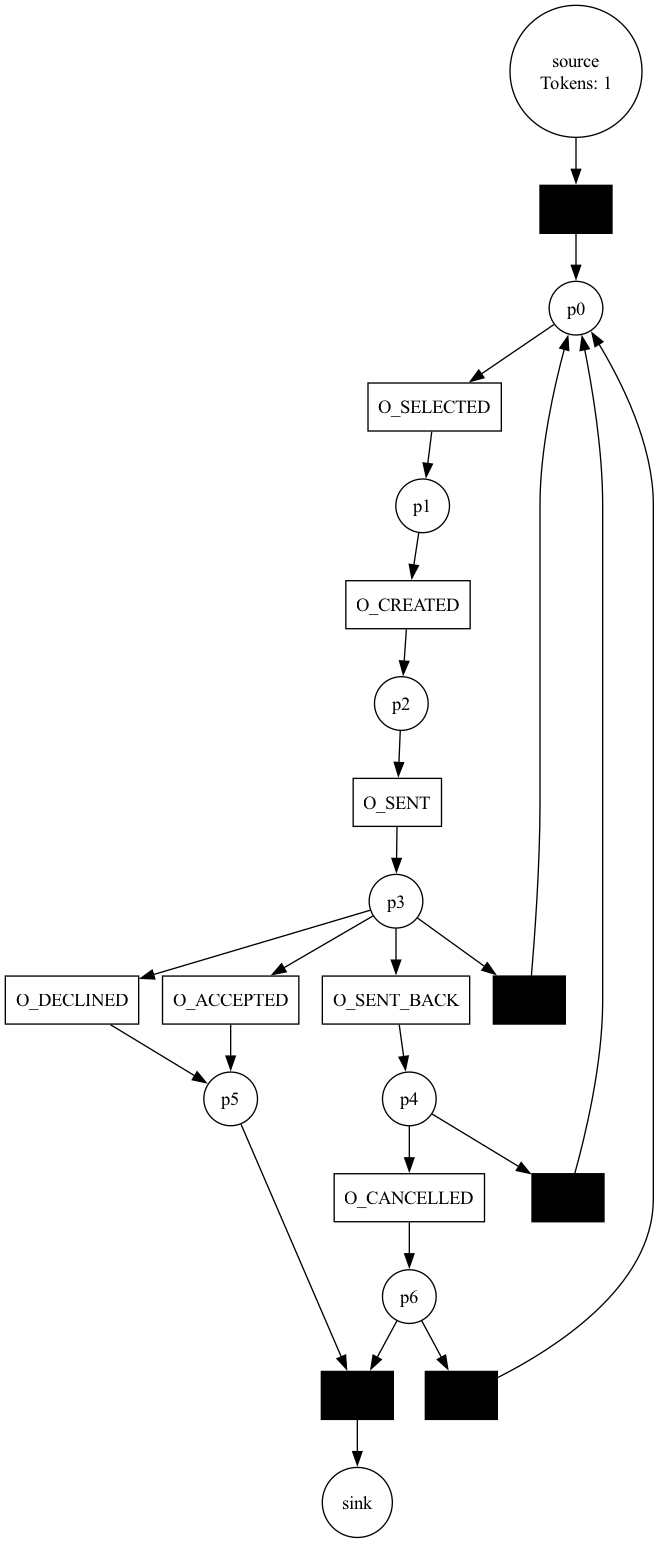 source
Tokens: 1
p0
O_SELECTED
p1
O_CREATED
p2
O_SENT
p3
O_DECLINED
O_ACCEPTED
O_SENT_BACK
p5
p4
O_CANCELLED
p6
sink